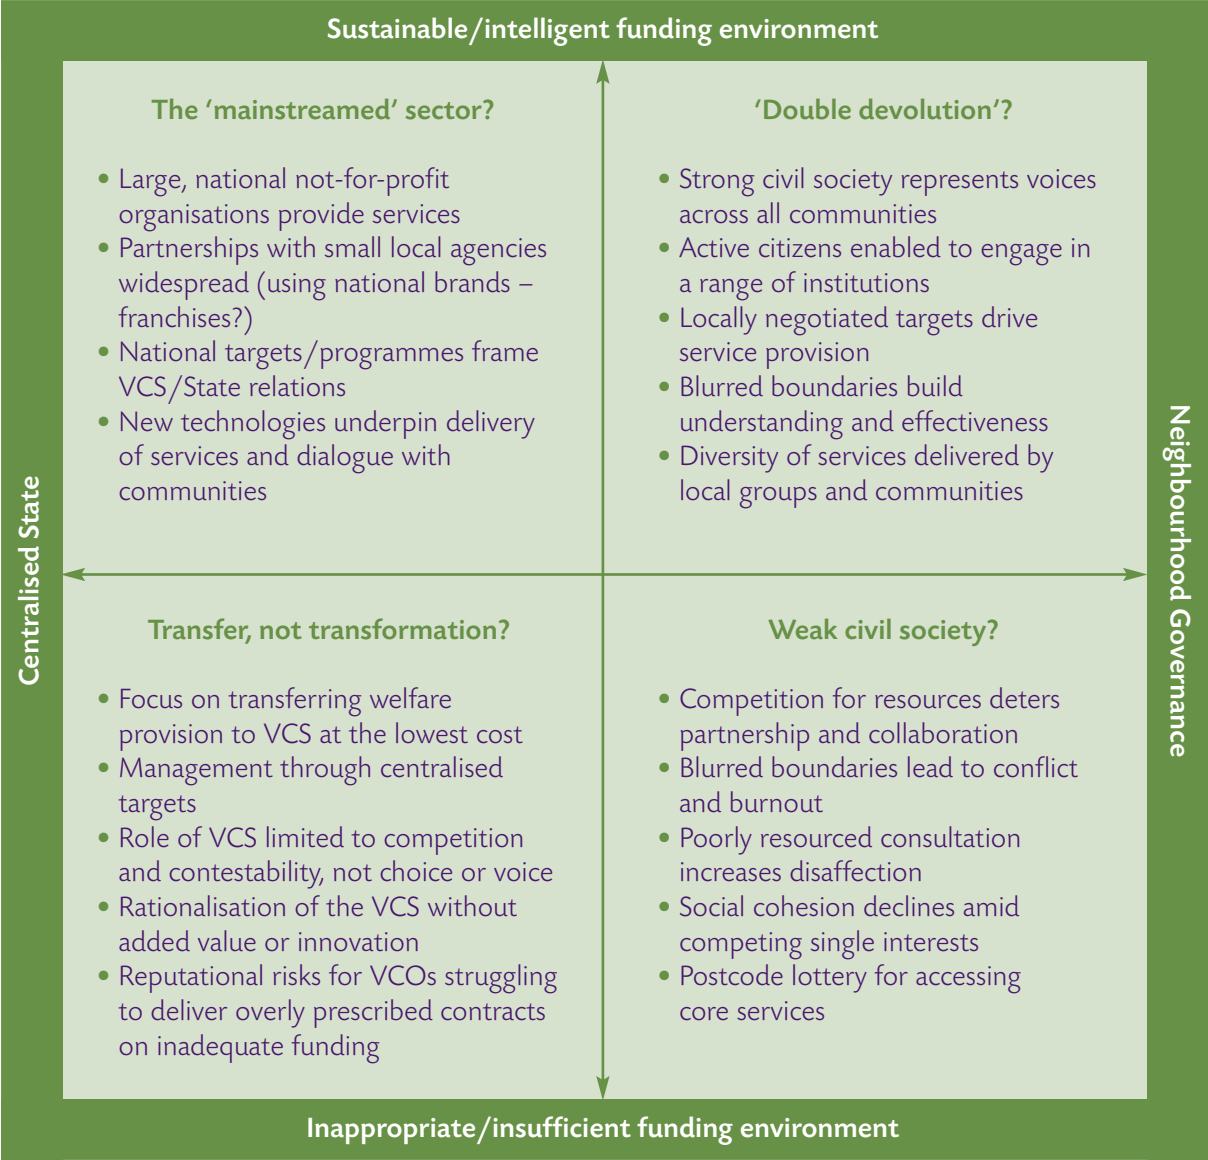 Sustainable/intelligent funding environment
The ‘mainstreamed’ sector?
• Large, national not-for-profit
organisations provide services
• Partnerships with small local agencies
widespread (using national brands –
franchises?)
• National targets/programmes frame
VCS/State relations
• New technologies underpin delivery
of services and dialogue with
communities
‘Double devolution’?
• Strong civil society represents voices
across all communities
• Active citizens enabled to engage in
a range of institutions
• Locally negotiated targets drive
service provision
• Blurred boundaries build
understanding and effectiveness
• Diversity of services delivered by
local groups and communities
Centralised State
Neighbourhood Governance
Transfer, not transformation?
• Focus on transferring welfare
provision to VCS at the lowest cost
• Management through centralised
targets
• Role of VCS limited to competition
and contestability, not choice or voice
• Rationalisation of the VCS without
added value or innovation
• Reputational risks for VCOs struggling
to deliver overly prescribed contracts
on inadequate funding
Weak civil society?
• Competition for resources deters
partnership and collaboration
• Blurred boundaries lead to conflict
and burnout
• Poorly resourced consultation
increases disaffection
• Social cohesion declines amid
competing single interests
• Postcode lottery for accessing
core services
Inappropriate/insufficient funding environment